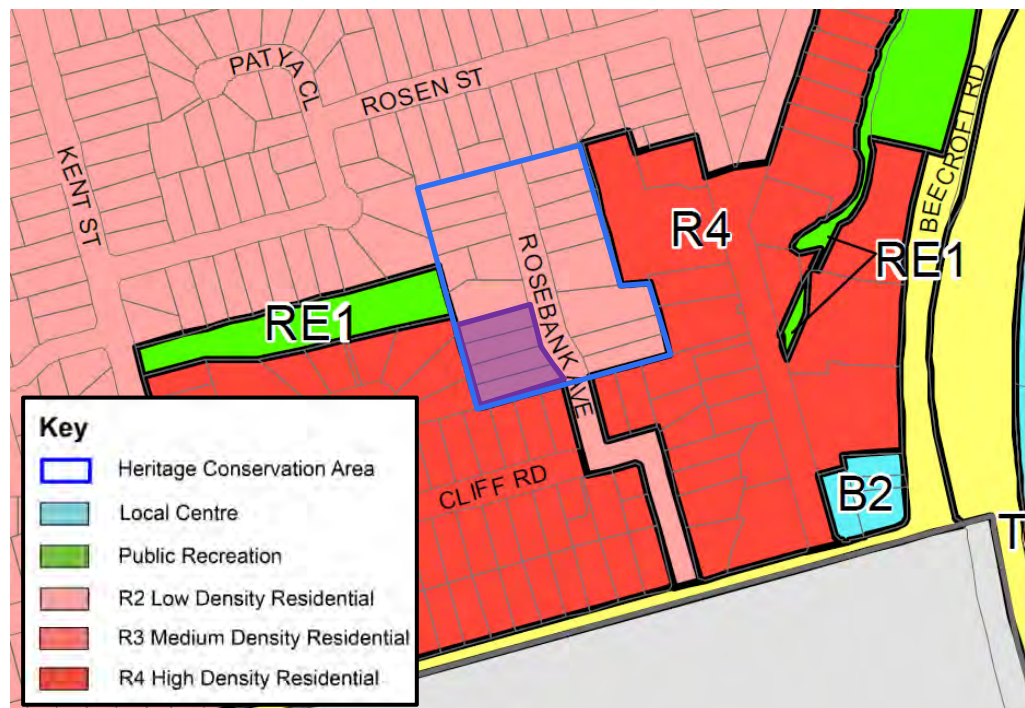 PATYA CL
ROSEN ST
KENT ST
BEECROFT RD
R4
RE1
ROSEBANK AVE
RE1
CLIFF RD
B2
T
Key
Heritage Conservation Area
Local Centre
Public Recreation
R2 Low Density Residential
R3 Medium Density Residential
R4 High Density Residential